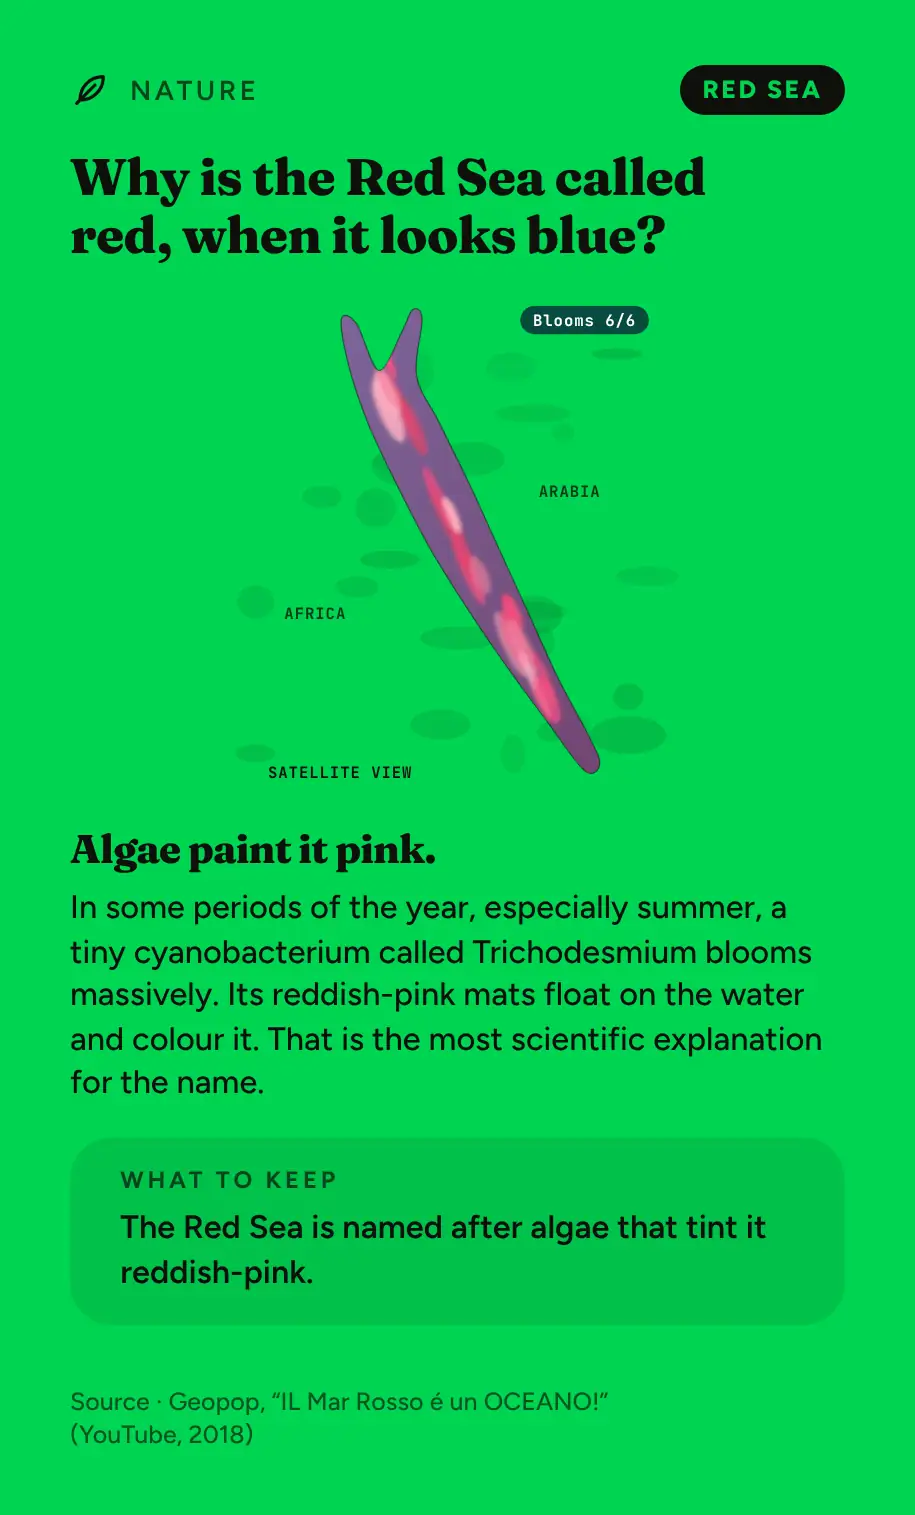 NATURE
RED SEA
Why is the Red Sea called
red, when it looks blue?
Blooms 6/6
ARABIA
AFRICA
SATELLITE VIEW
Algae paint it pink.
In some periods of the year, especially summer, a
tiny cyanobacterium called Trichodesmium blooms
massively. Its reddish-pink mats float on the water
and colour it. That is the most scientific explanation
for the name.
WHAT TO KEEP
The Red Sea is named after algae that tint it
reddish-pink.
Source · Geopop, “IL Mar Rosso é un OCEANO!”
(YouTube, 2018)